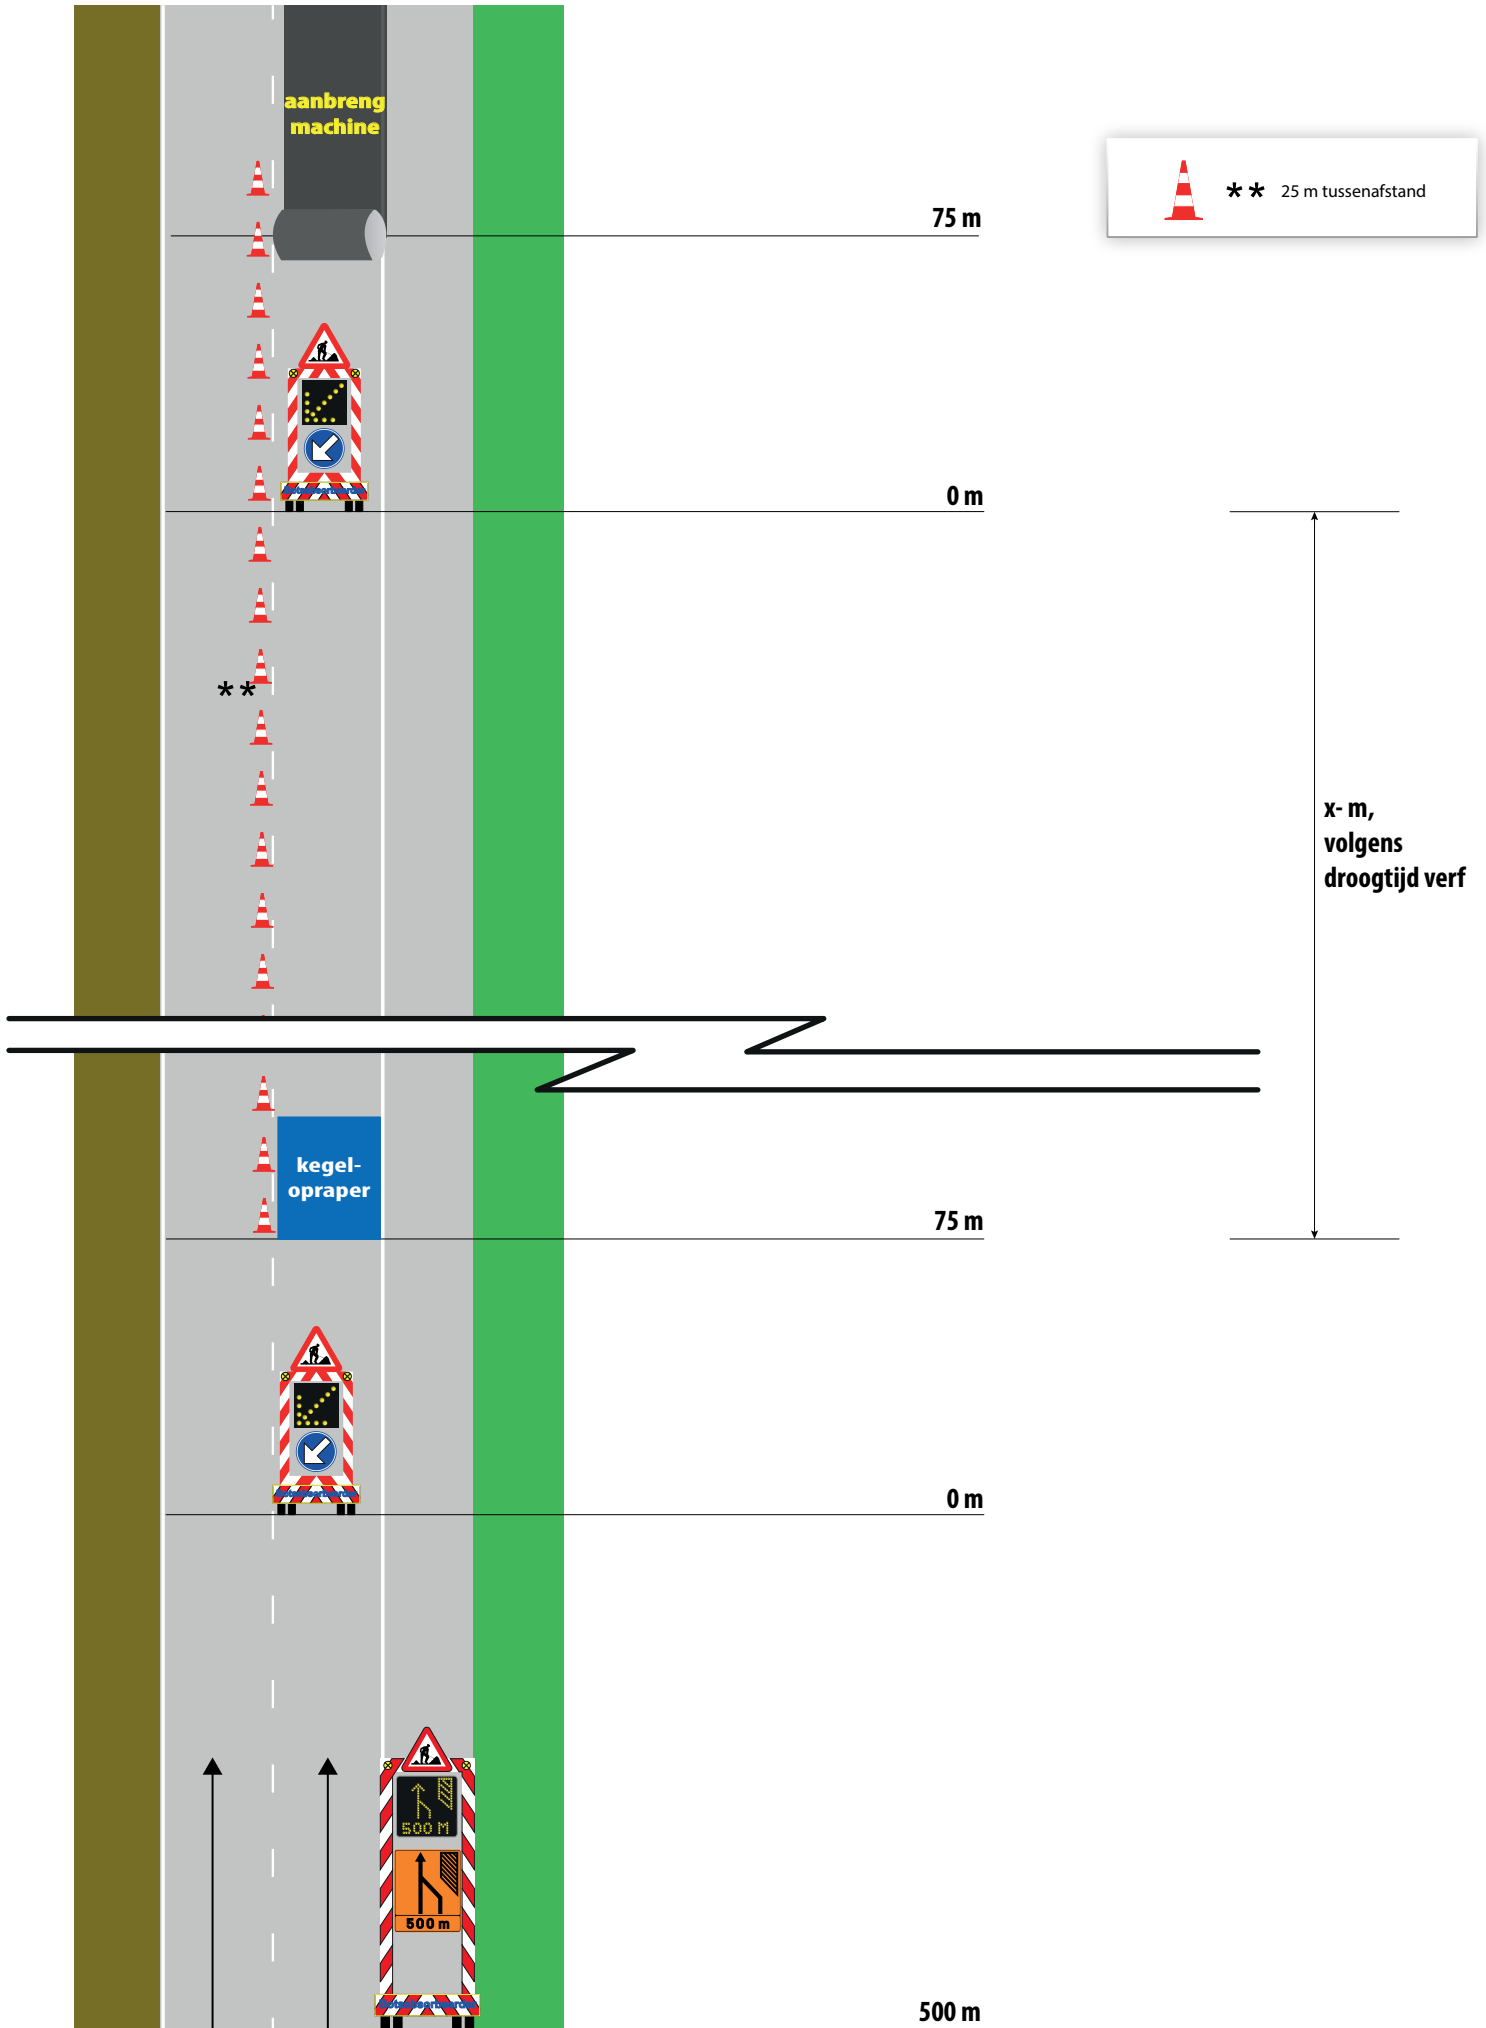 aanbreng
machine
** 25 m tussenafstand
75 m
0 m
**
x- m,
volgens
droogtijd verf
kegel-
opraper
75 m
0 m
500 M
500 m
500 m